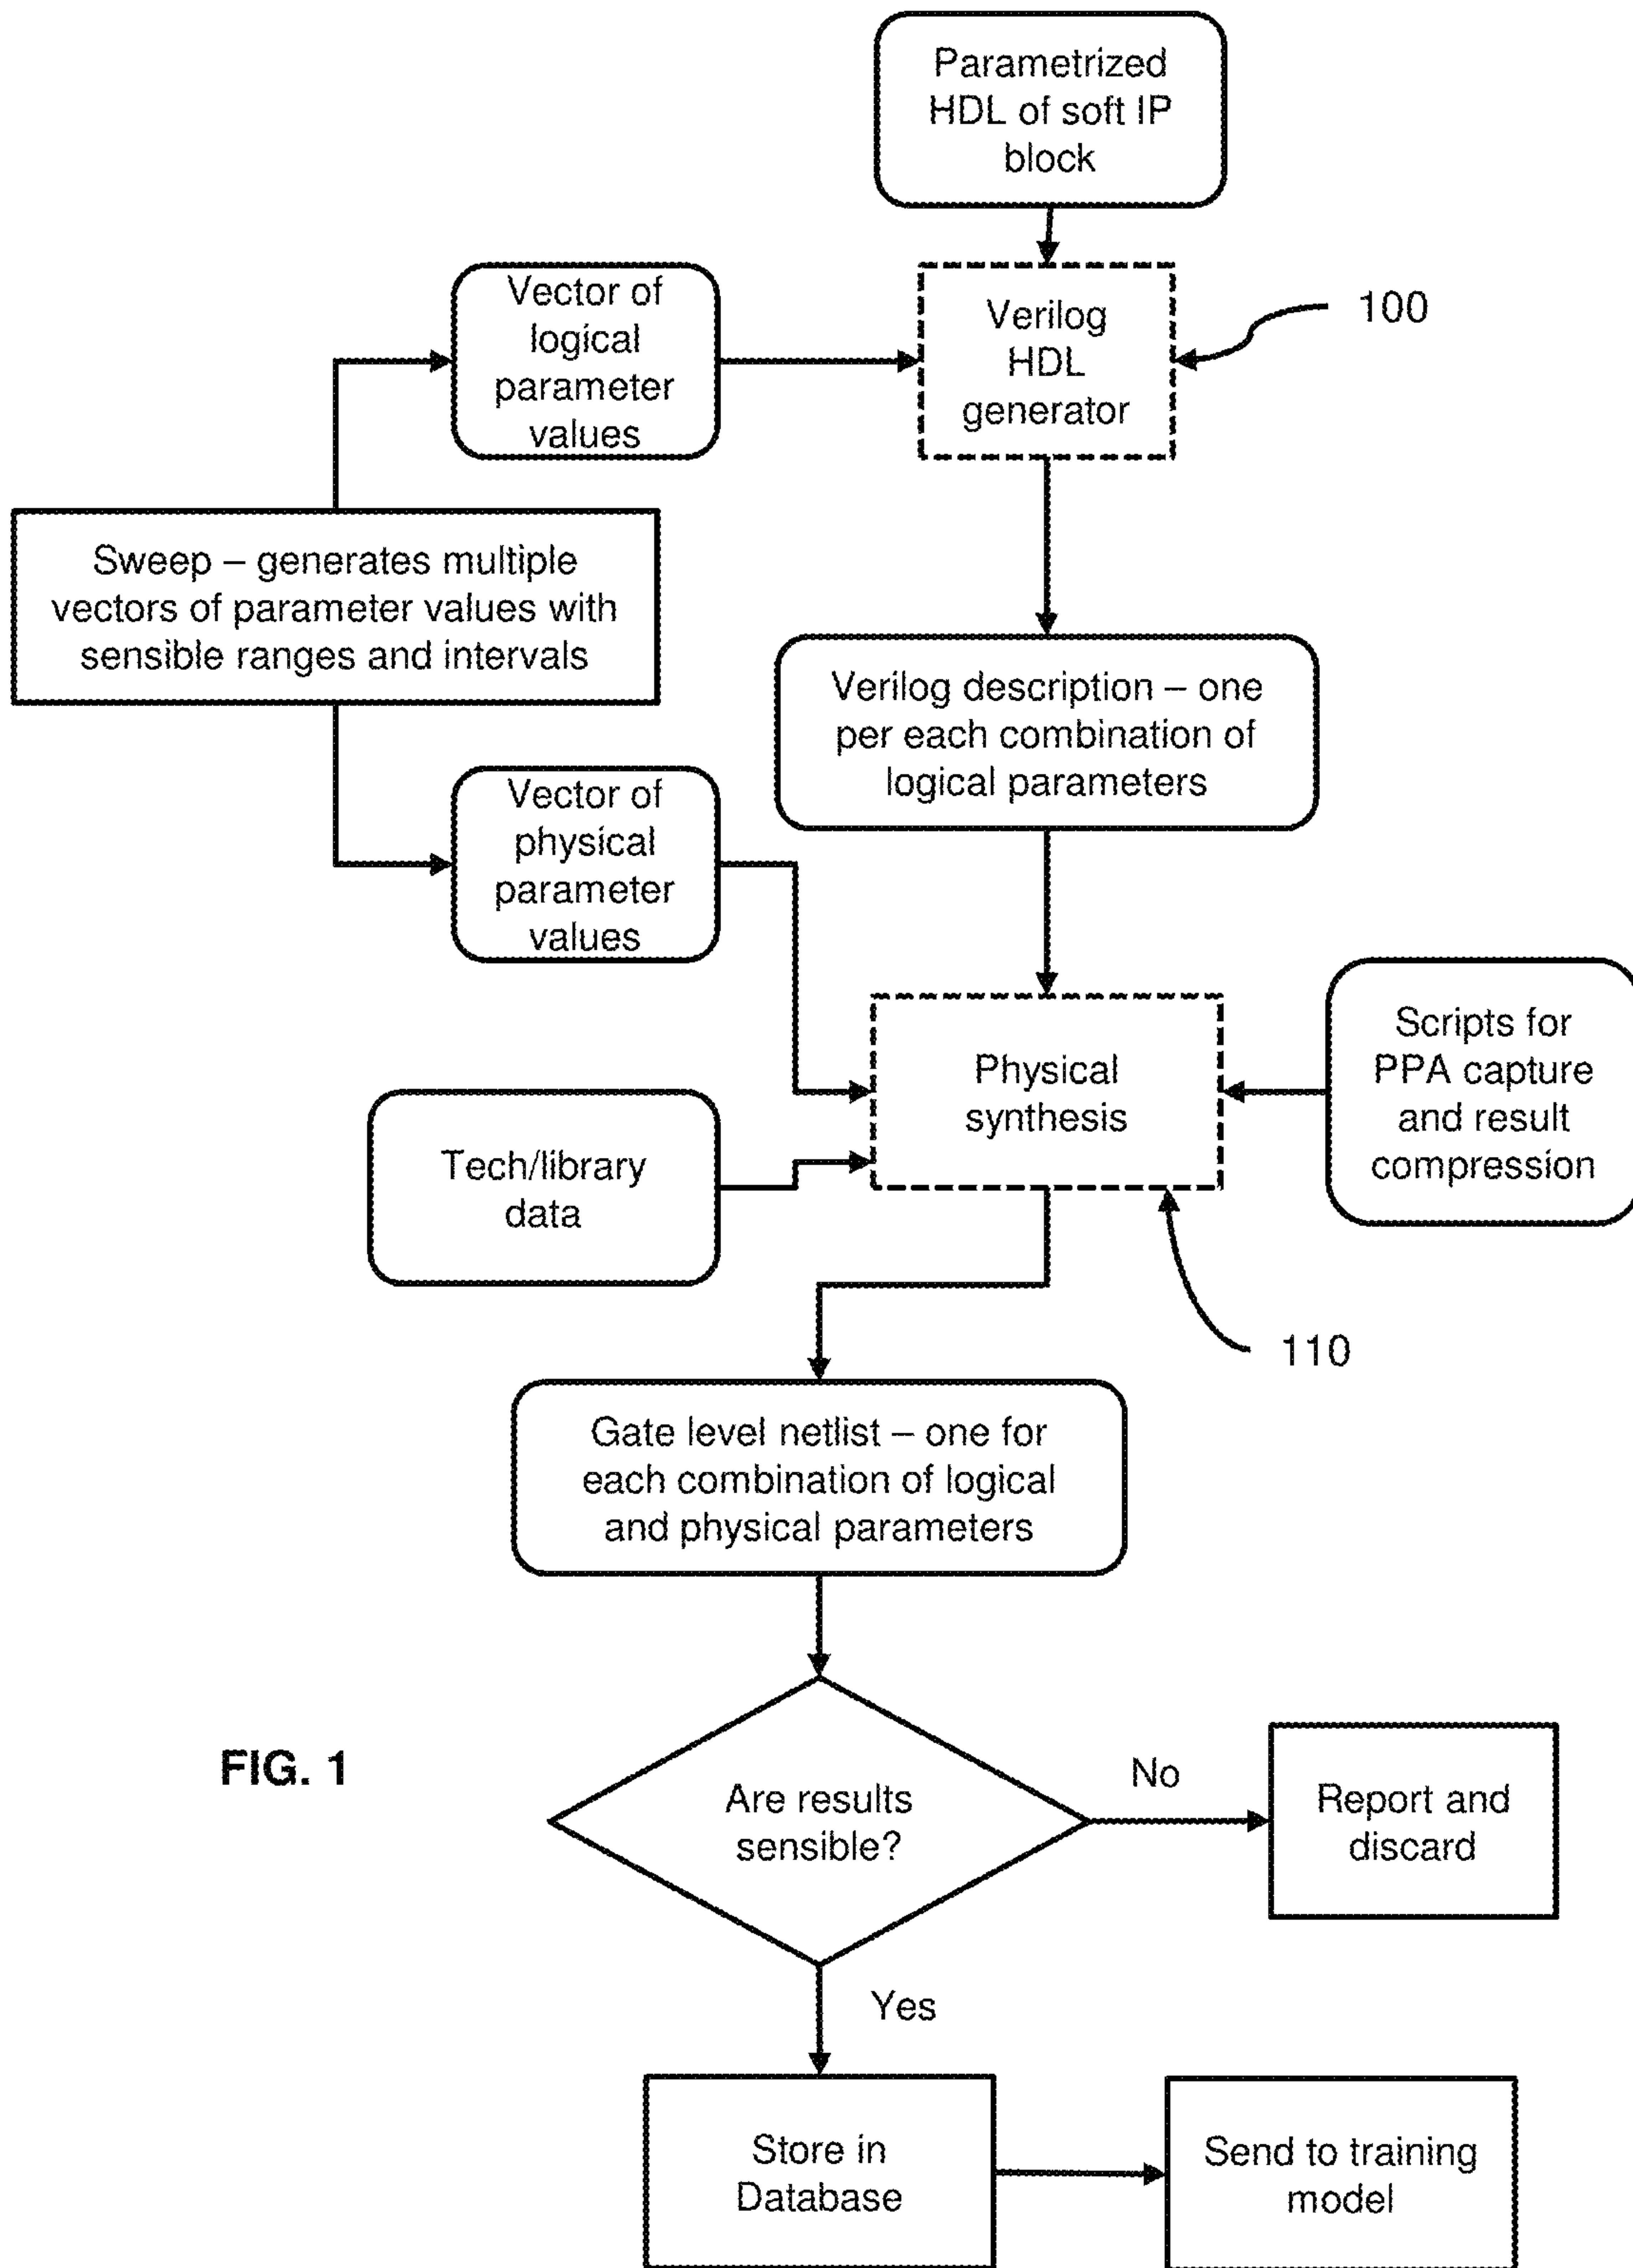 Parametrized
HDL of soft IP
block
Vector of
logical
parameter
values
Verilog
HDL
generator
100
Sweep – generates multiple
vectors of parameter values with
sensible ranges and intervals
Verilog description – one
per each combination of
logical parameters
Vector of
physical
parameter
values
Physical
synthesis
Scripts for
PPA capture
and result
compression
Tech/library
data
110
Gate level netlist – one for
each combination of logical
and physical parameters
FIG. 1
Are results
sensible?
No
Report and
discard
Yes
Store in
Database
Send to training
model